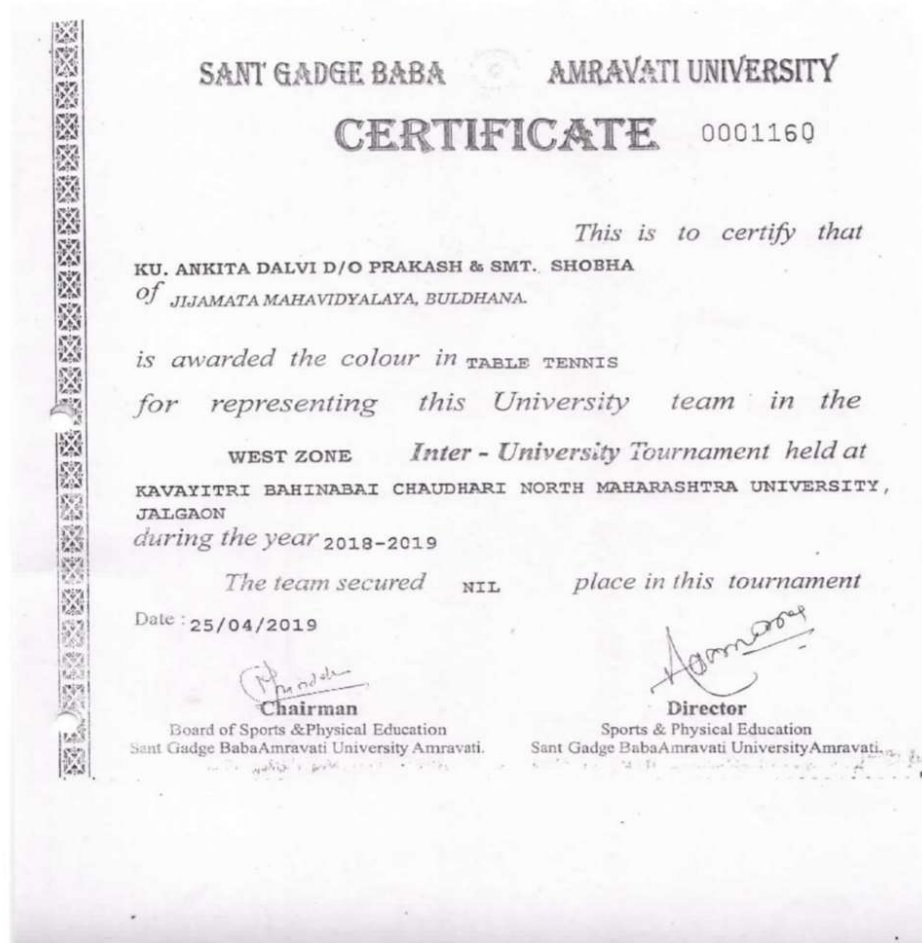 SANT GADGE BABA AMRAVATI UNIVERSITY
CERTIFICATE 0001160
This is to certify that
KU. ANKITA DALVI D/O PRAKASH & SMT. SHOBHA
of JIJAMATA MAHAVIDYALAYA, BULDHANA.
is awarded the colour in TABLE TENNIS
for representing this University team in the
WEST ZONE Inter - University Tournament held at
KAVAYITRI BAHINABAI CHAUDHARI NORTH MAHARASHTRA UNIVERSITY,
JALGAON
during the year 2018-2019
The team secured NIL place in this tournament
Date : 25/04/2019
Chairman Director
Board of Sports &Physical Education Sports & Physical Education
Sant Gadge BabaAmravati University Amravati. Sant Gadge BabaAmravati UniversityAmravati.